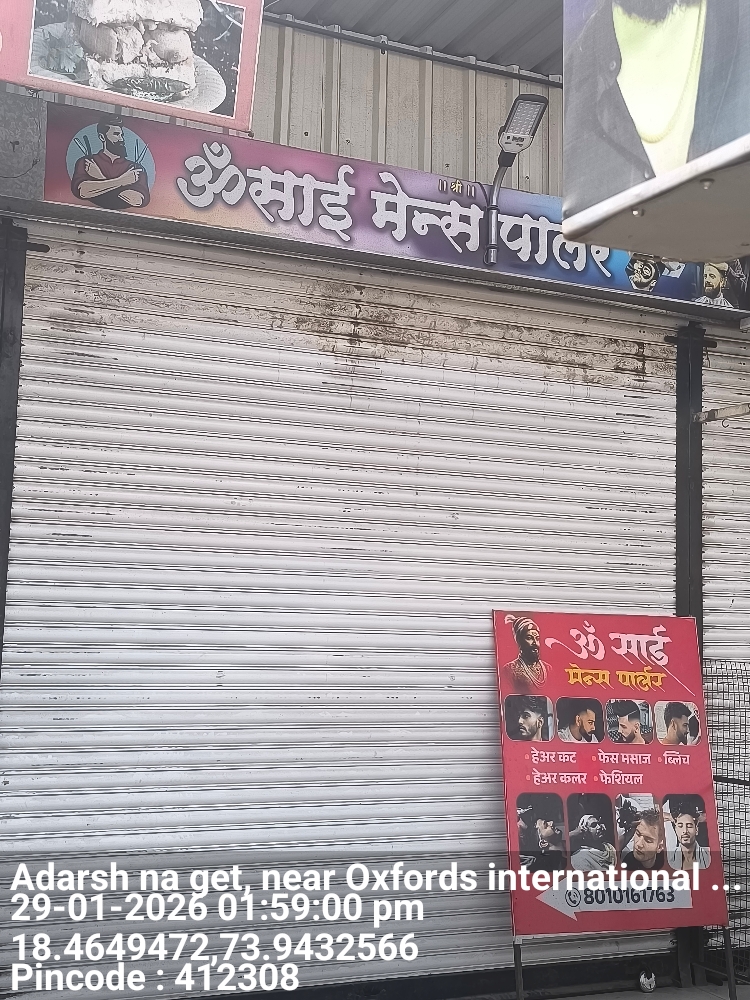 ॥ श्री ॥
ॐ साई मेन्स पार्लर
ॐ साई
मेन्स पार्लर
हेअर कट फेस मसाज ब्लिच
हेअर कलर फेशियल
8010161763
Adarsh na get, near Oxfords international ...
29-01-2026 01:59:00 pm
18.4649472,73.9432566
Pincode : 412308